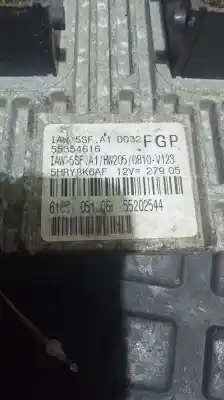 IAW 5SF.A1 D032 FGP
55354616
IAW 5SF.A1/HW205/0810-V123
5HRY8K6AF 12V= 279 05
051.06 55202544